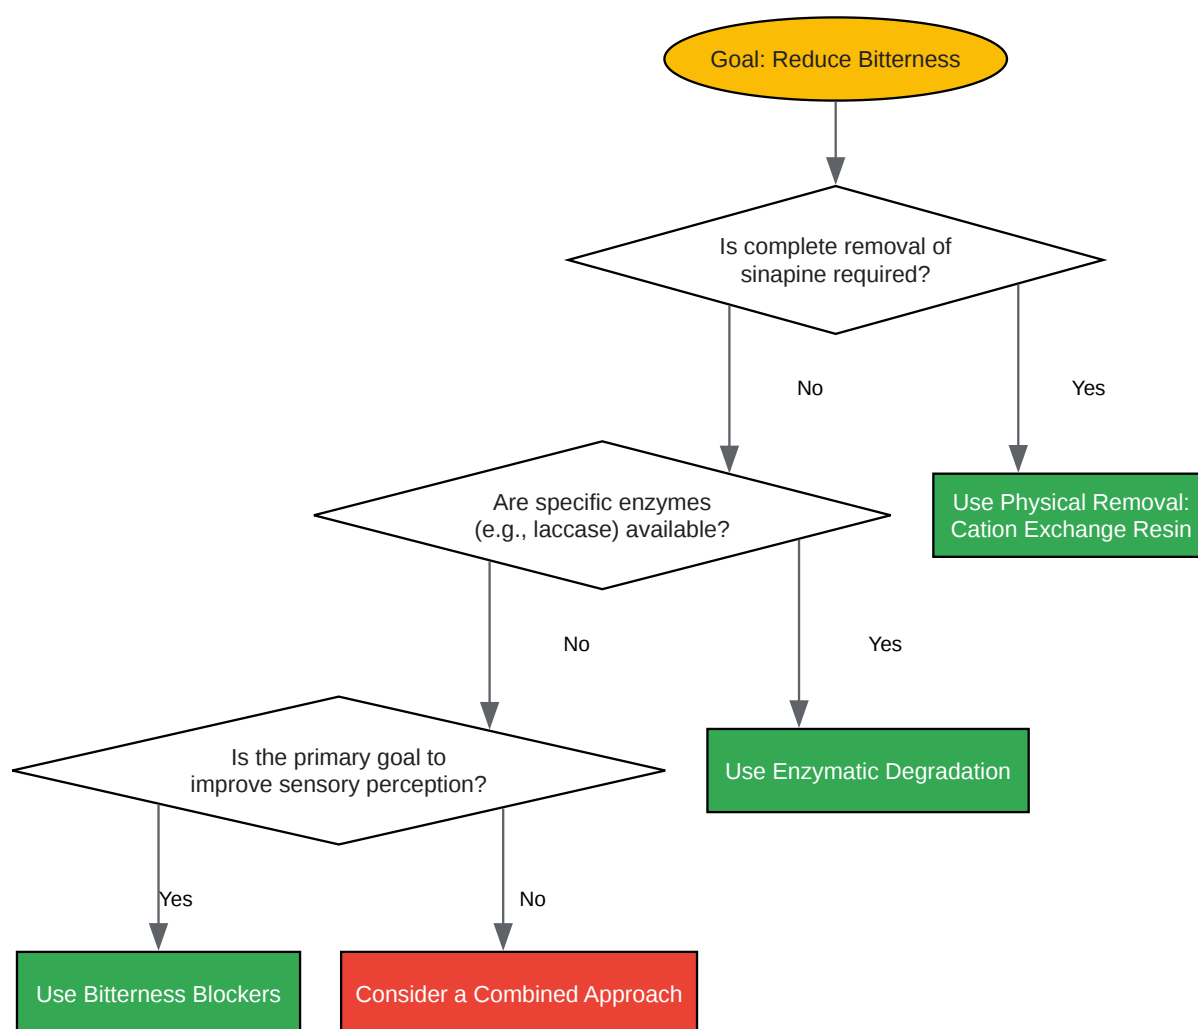 Goal: Reduce Bitterness
Is complete removal of
sinapine required?
No
Yes
Are specific enzymes
(e.g., laccase) available?
Use Physical Removal:
Cation Exchange Resin
No
Yes
Is the primary goal to
improve sensory perception?
Use Enzymatic Degradation
Yes
No
Use Bitterness Blockers
Consider a Combined Approach